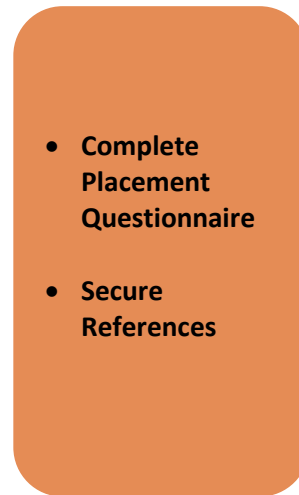 • Complete
Placement
Questionnaire
• Secure
References